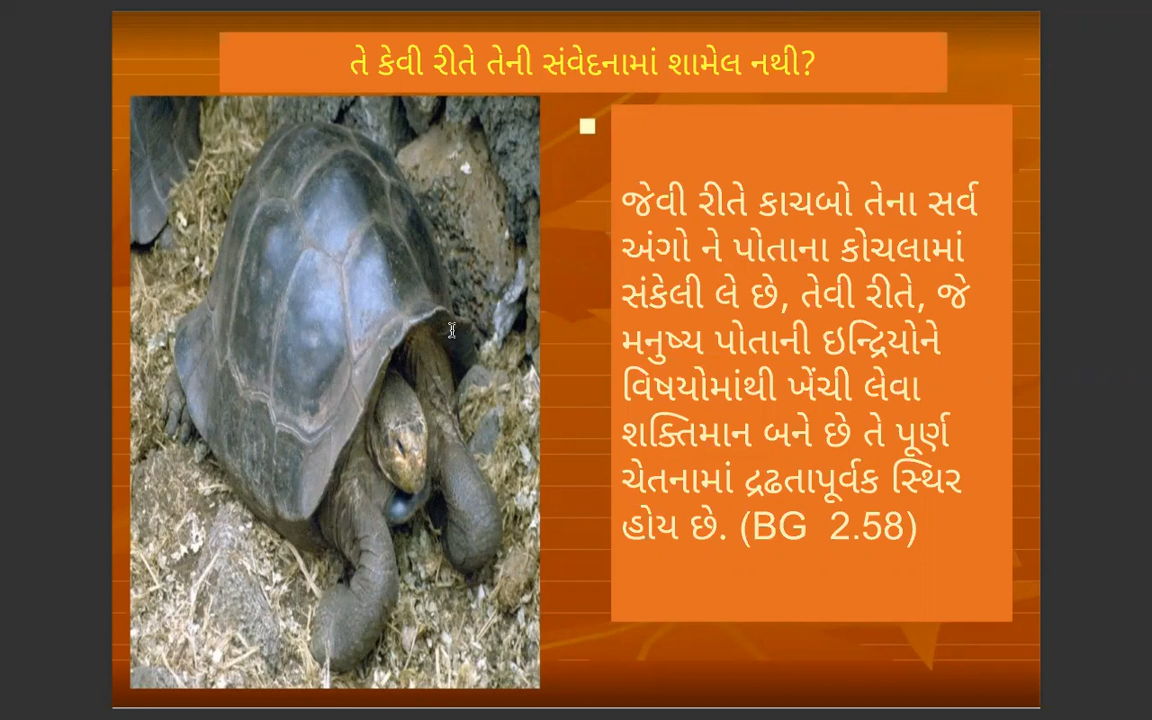 તે કેવી રીતે તેની સંવેદનામાં શામેલ નથી?
જેવી રીતે કાચબો તેના સર્વ
અંગો ને પોતાના કોચલામાં
સંકેલી લે છે, તેવી રીતે, જે
મનુષ્ય પોતાની ઇન્દ્રિયોને
વિષયોમાંથી ખેંચી લેવા
શક્તિમાન બને છે તે પૂર્ણ
ચેતનામાં દ્રઢતાપૂર્વક સ્થિર
હોય છે. (BG 2.58)